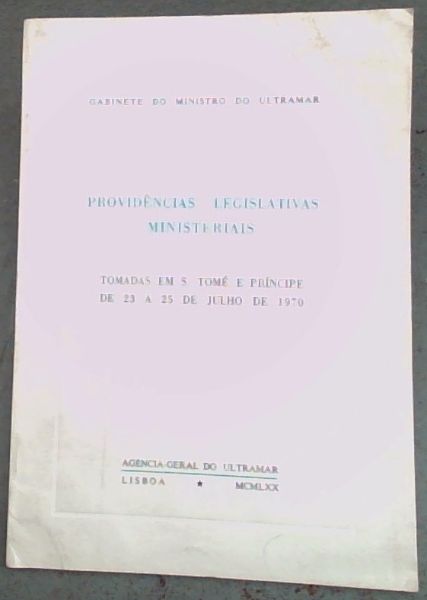 GABINETE DO MINISTRO DO ULTRAMAR
PROVIDÊNCIAS LEGISLATIVAS
MINISTERIAIS
TOMADAS EM S. TOMÉ E PRÍNCIPE
DE 23 A 25 DE JULHO DE 1970
AGÊNCIA-GERAL DO ULTRAMAR
LISBOA ★ MCMLXX